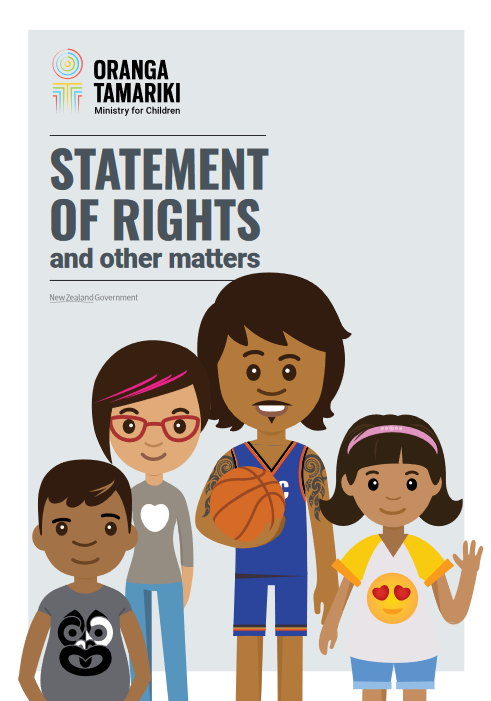 ORANGA
TAMARIKI
Ministry for Children
STATEMENT
OF RIGHTS
and other matters
New Zealand Government
C